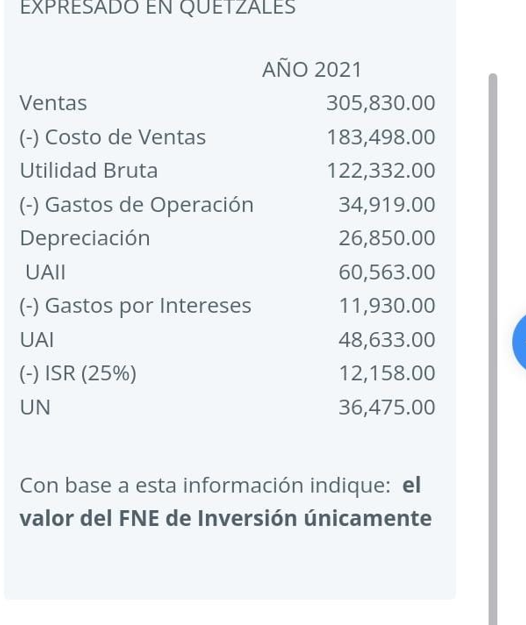 EXPRESADO EN QUETZALES
AÑO 2021
Ventas 305,830.00
(-) Costo de Ventas 183,498.00
Utilidad Bruta 122,332.00
(-) Gastos de Operación 34,919.00
Depreciación 26,850.00
UAII 60,563.00
(-) Gastos por Intereses 11,930.00
UAI 48,633.00
(-) ISR (25%) 12,158.00
UN 36,475.00
Con base a esta información indique: el
valor del FNE de Inversión únicamente